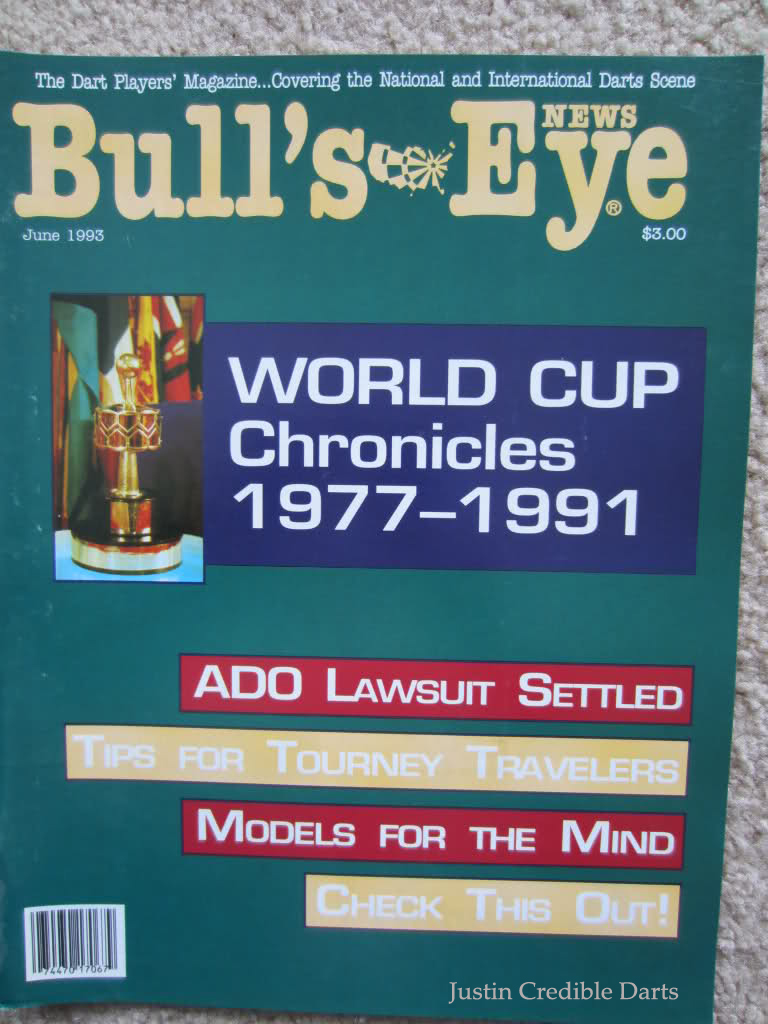 The Dart Players' Magazine...Covering the National and International Darts Scene
Bull's Eye NEWS ®
June 1993
$3.00
WORLD CUP
Chronicles
1977–1991
ADO LAWSUIT SETTLED
TIPS FOR TOURNEY TRAVELERS
MODELS FOR THE MIND
CHECK THIS OUT!
74470 17067
Justin Credible Darts